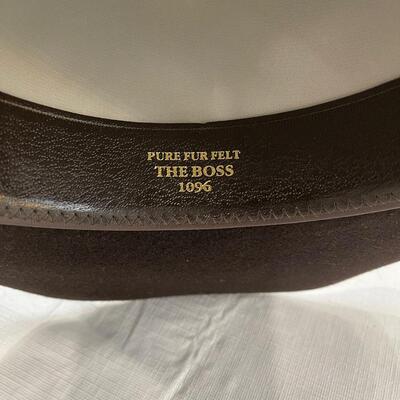 PURE FUR FELT
THE BOSS
1096